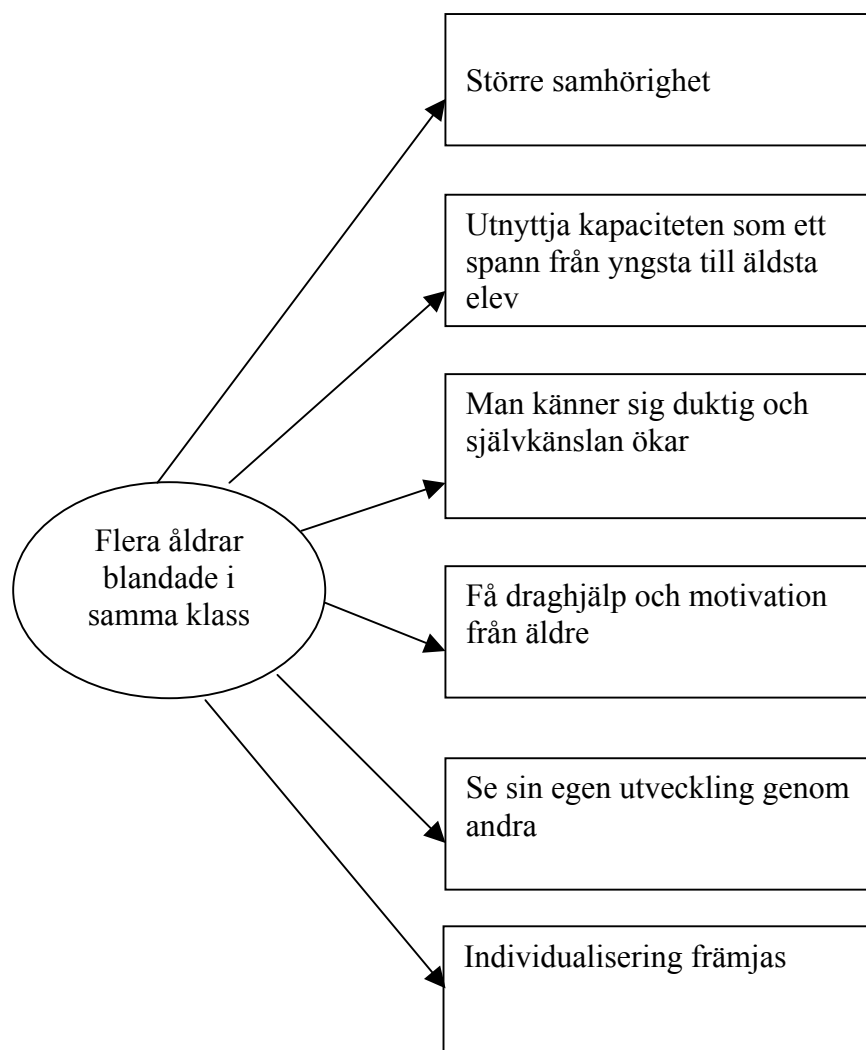 Större samhörighet
Utnyttja kapaciteten som ett
spann från yngsta till äldsta
elev
Man känner sig duktig och
självkänslan ökar
Flera åldrar
blandade i
samma klass
Få draghjälp och motivation
från äldre
Se sin egen utveckling genom
andra
Individualisering främjas